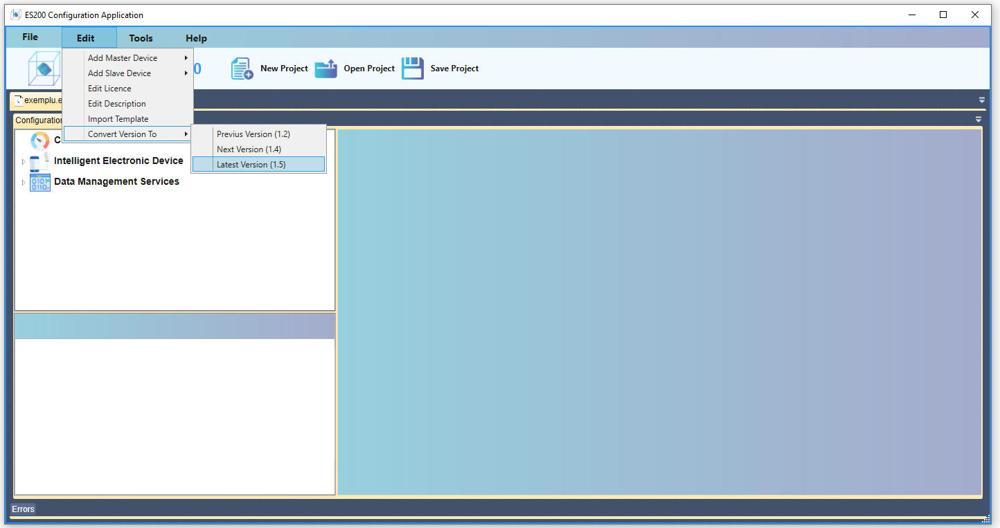 ES200 Configuration Application
File Edit Tools Help
0 New Project Open Project Save Project
Add Master Device
Add Slave Device
Edit Licence
Edit Description
Import Template
Convert Version To
Previus Version (1.2)
Next Version (1.4)
Latest Version (1.5)
exemplu.e
Configuration
C
Intelligent Electronic Device
Data Management Services
Errors